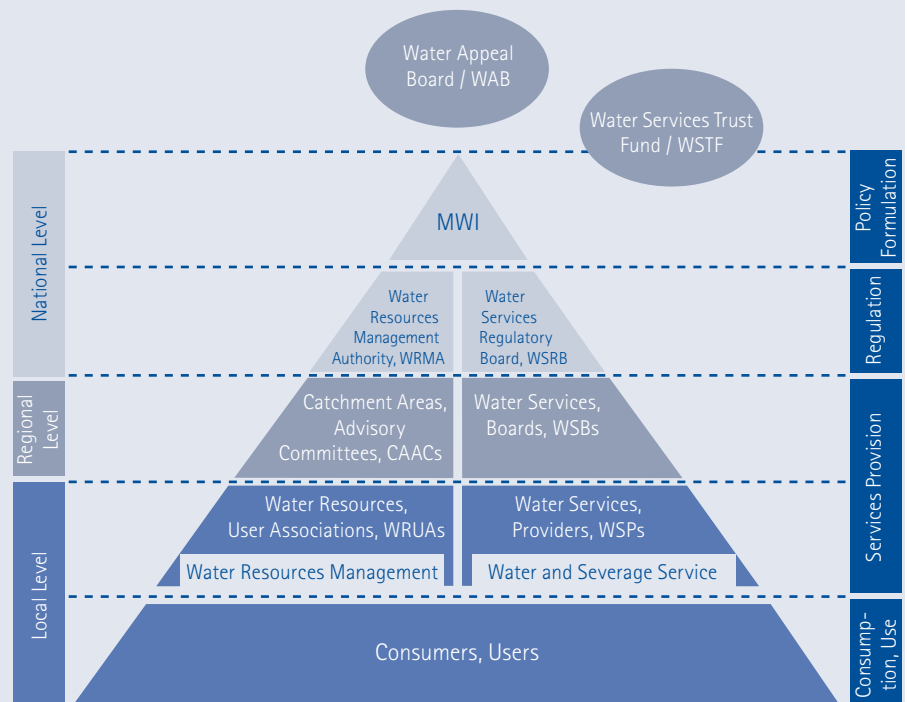 Water Appeal
Board / WAB
Water Services Trust
Fund / WSTF
National Level
Policy
Formulation
MWI
Water
Resources
Management
Authority, WRMA
Water
Services
Regulatory
Board, WSRB
Regulation
Regional
Level
Catchment Areas,
Advisory
Committees, CAACs
Water Services,
Boards, WSBs
Services Provision
Local Level
Water Resources,
User Associations, WRUAs
Water Services,
Providers, WSPs
Water Resources Management
Water and Severage Service
Consumers, Users
Consump-
tion, Use